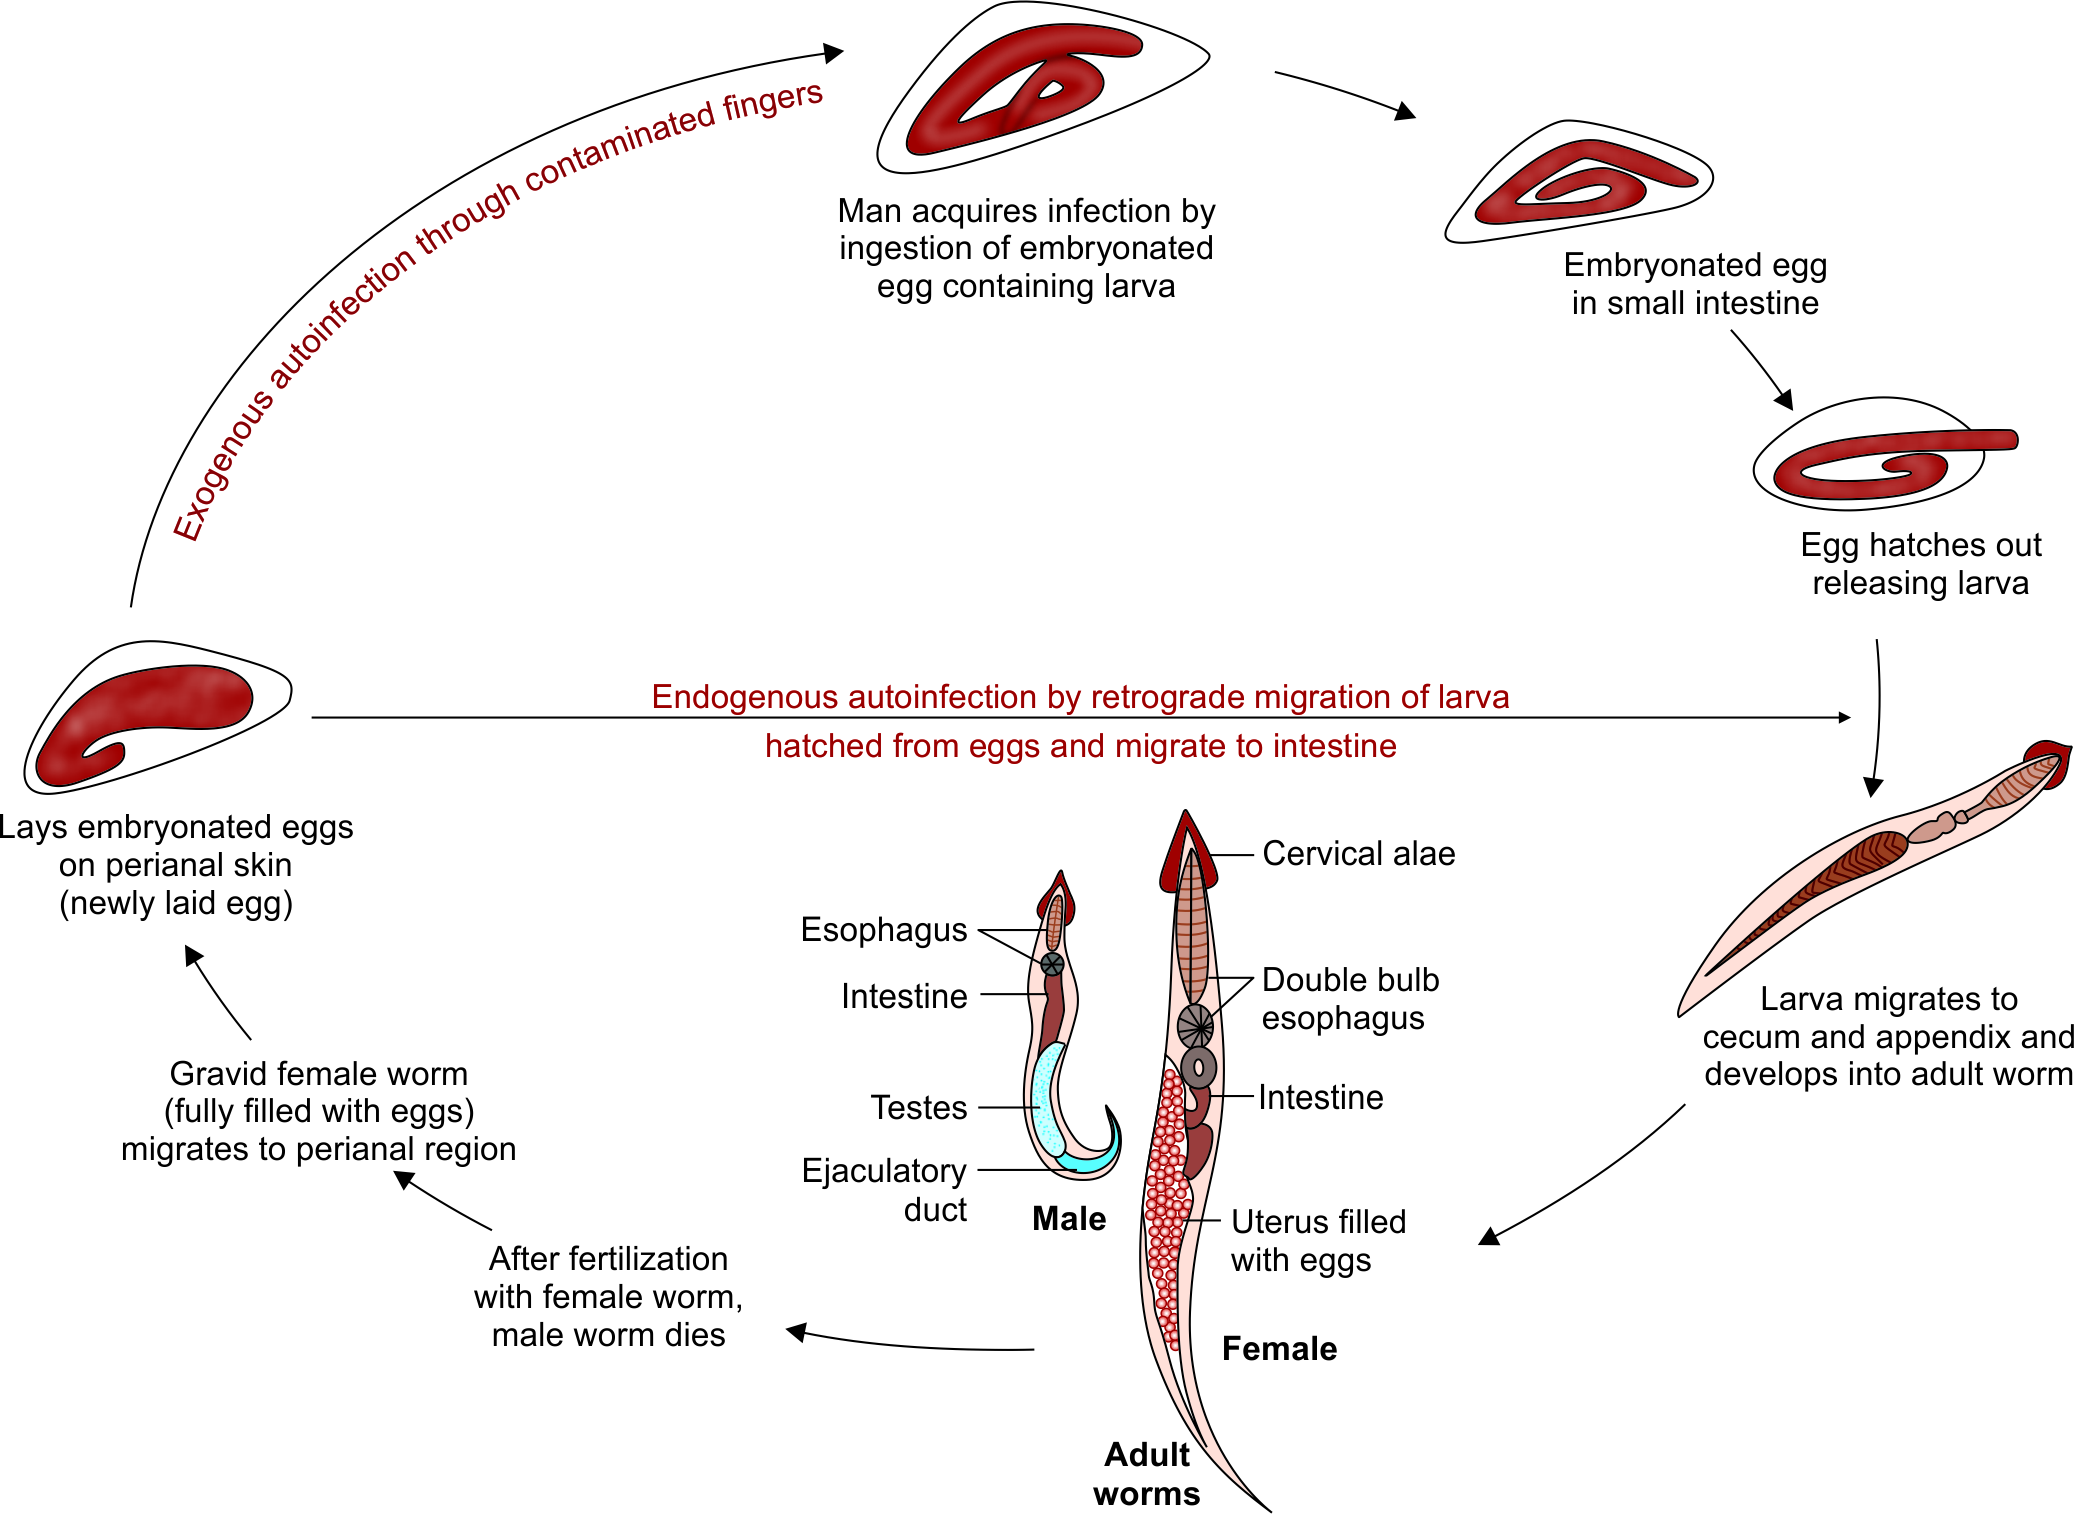 Exogenous autoinfection through contaminated fingers
Man acquires infection by
ingestion of embryonated
egg containing larva
Embryonated egg
in small intestine
Egg hatches out
releasing larva
Endogenous autoinfection by retrograde migration of larva
hatched from eggs and migrate to intestine
Lays embryonated eggs
on perianal skin
(newly laid egg)
Larva migrates to
cecum and appendix and
develops into adult worm
Esophagus
Intestine
Testes
Ejaculatory
duct
Male
Cervical alae
Double bulb
esophagus
Intestine
Uterus filled
with eggs
Female
Adult
worms
After fertilization
with female worm,
male worm dies
Gravid female worm
(fully filled with eggs)
migrates to perianal region